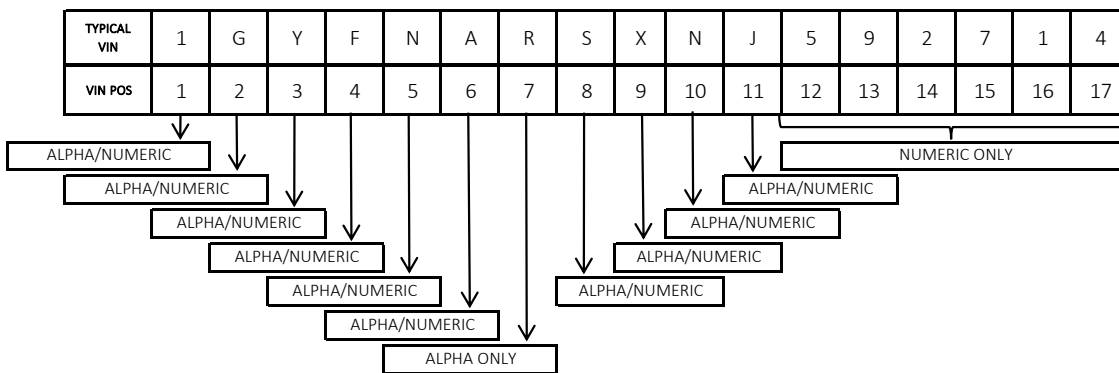 TYPICAL VIN 1 G Y F N A R S X N J 5 9 2 7 1 4
VIN POS 1 2 3 4 5 6 7 8 9 10 11 12 13 14 15 16 17
ALPHA/NUMERIC NUMERIC ONLY
ALPHA/NUMERIC ALPHA/NUMERIC
ALPHA/NUMERIC ALPHA/NUMERIC
ALPHA/NUMERIC ALPHA/NUMERIC
ALPHA/NUMERIC ALPHA/NUMERIC
ALPHA/NUMERIC
ALPHA ONLY